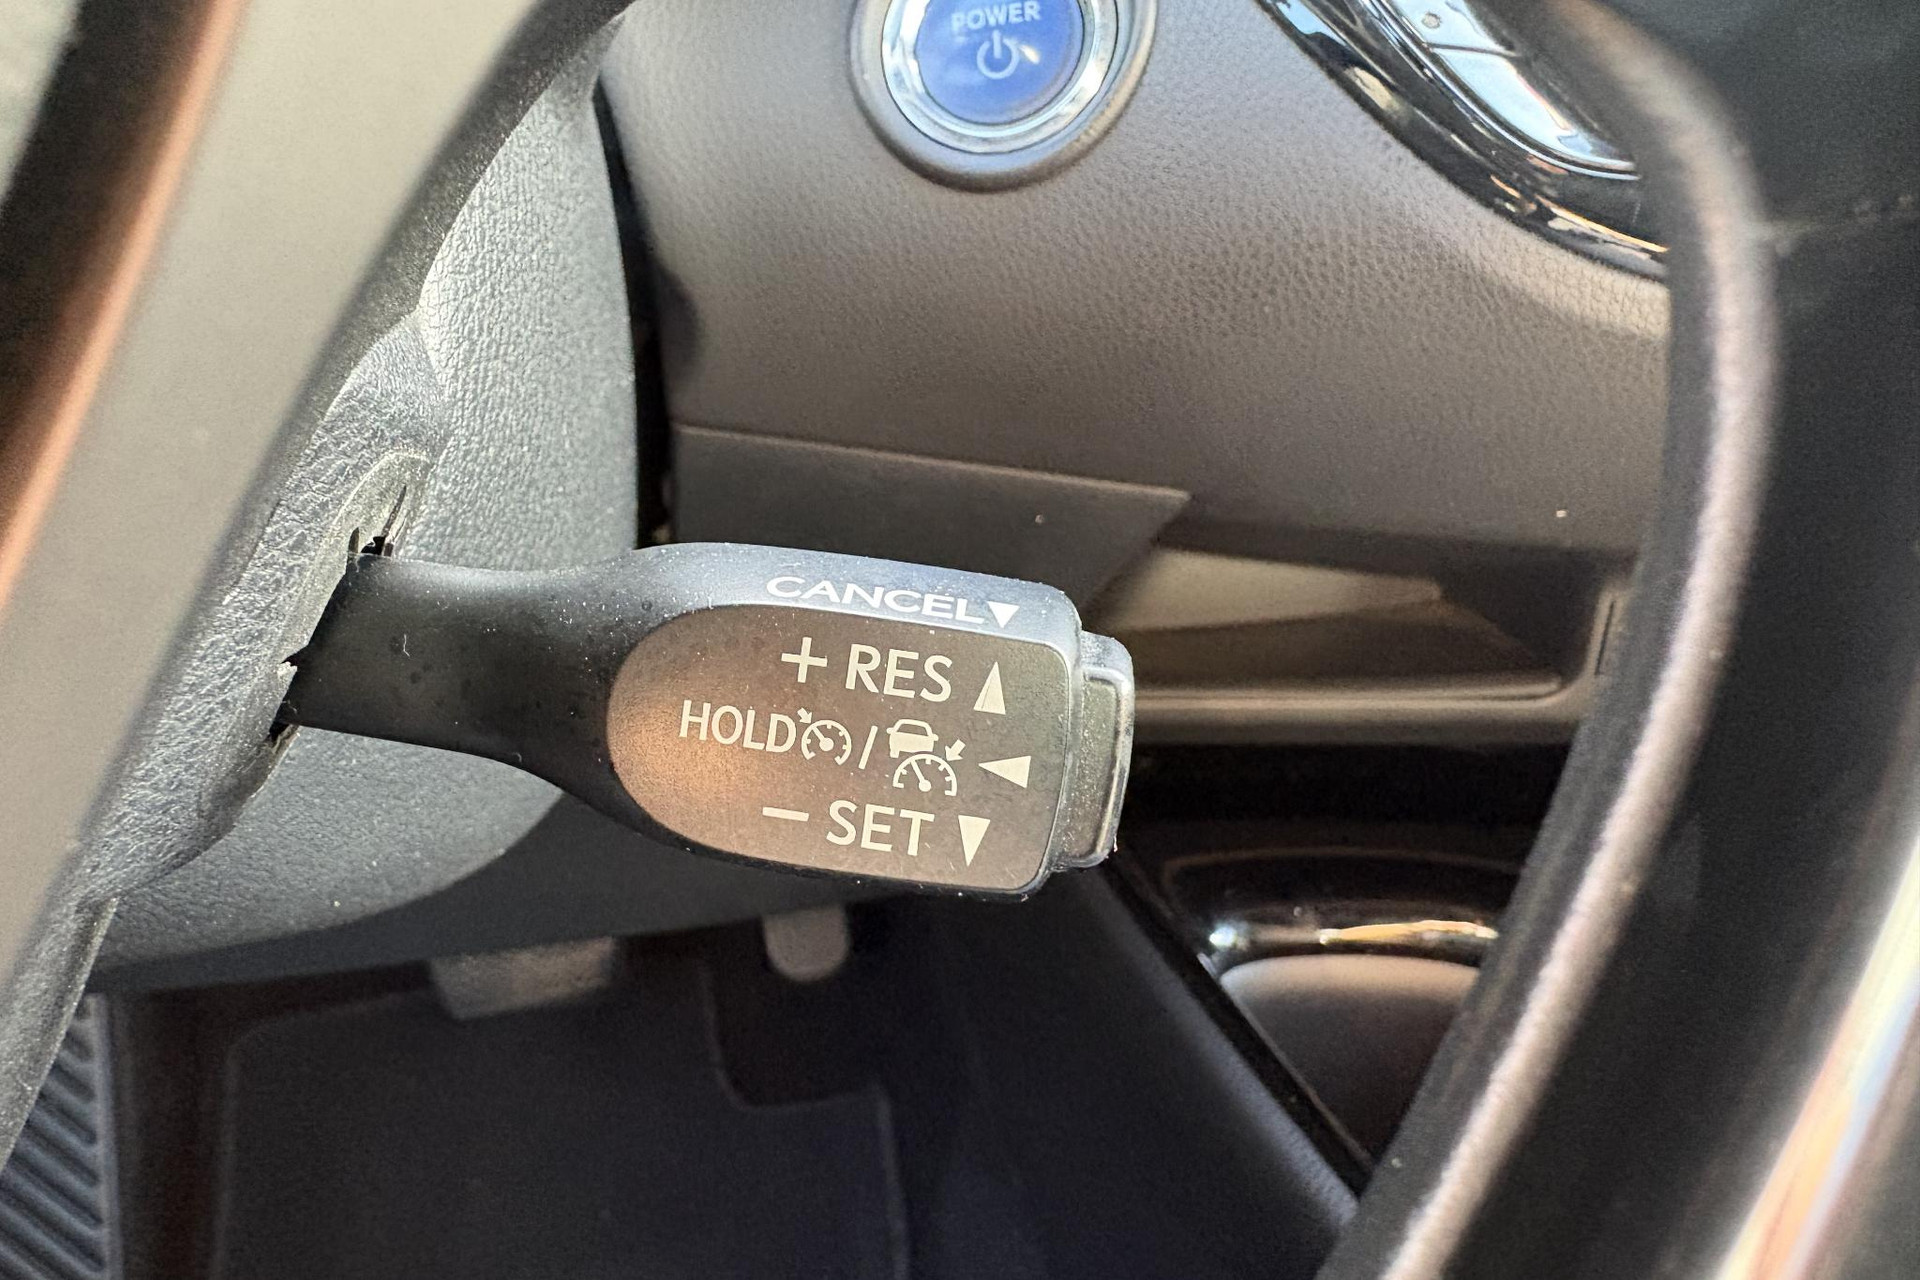 POWER
CANCEL▼
+ RES ▲
HOLD / ◀
− SET ▼